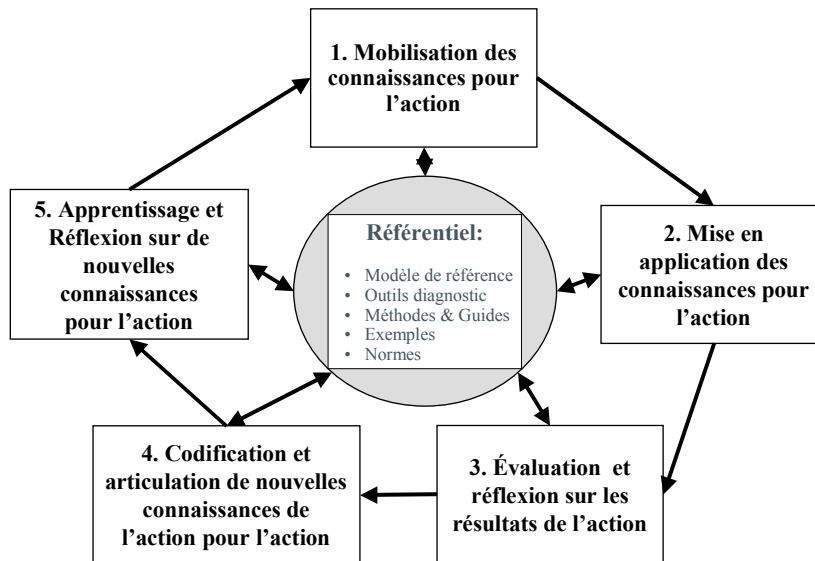 1. Mobilisation des
connaissances pour
l’action
5. Apprentissage et
Réflexion sur de
nouvelles
connaissances
pour l’action
Référentiel:
• Modèle de référence
• Outils diagnostic
• Méthodes & Guides
• Exemples
• Normes
2. Mise en
application des
connaissances pour
l’action
4. Codification et
articulation de nouvelles
connaissances de
l’action pour l’action
3. Évaluation et
réflexion sur les
résultats de l’action